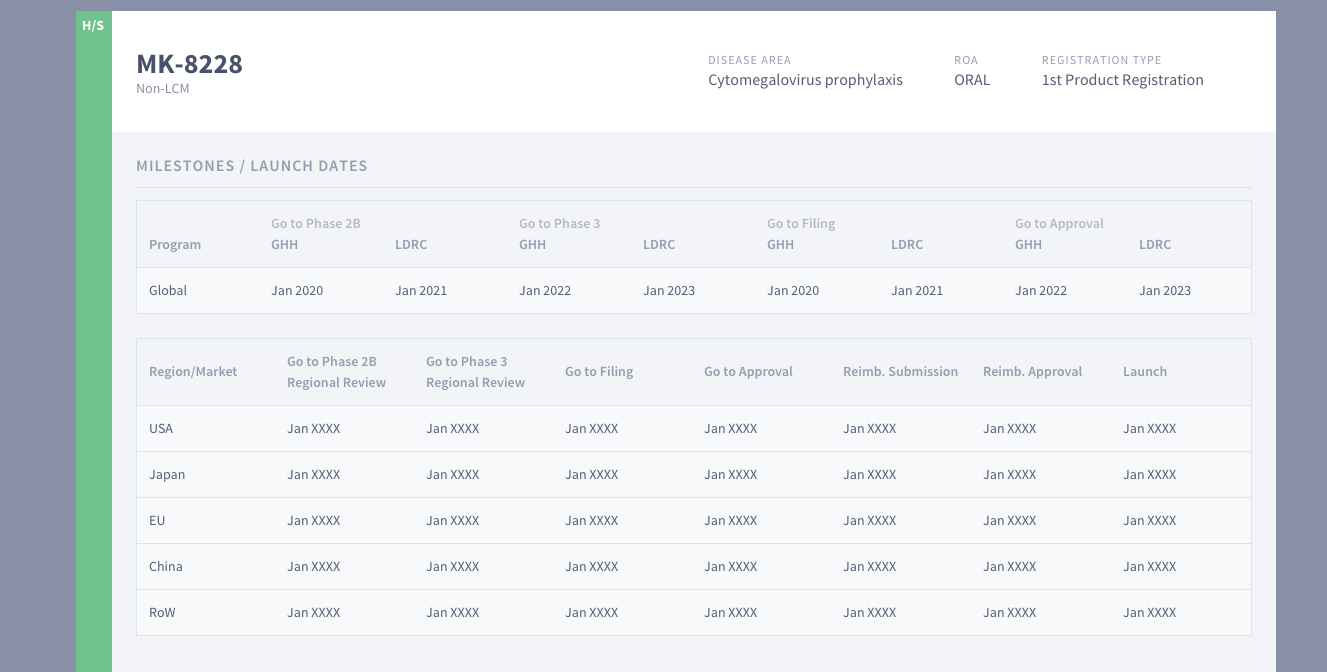 H/S
MK-8228
Non-LCM
DISEASE AREA
Cytomegalovirus prophylaxis
ROA
ORAL
REGISTRATION TYPE
1st Product Registration
MILESTONES / LAUNCH DATES
Go to Phase 2B Go to Phase 3 Go to Filing Go to Approval
Program GHH LDRC GHH LDRC GHH LDRC GHH LDRC
Global Jan 2020 Jan 2021 Jan 2022 Jan 2023 Jan 2020 Jan 2021 Jan 2022 Jan 2023
Region/Market Go to Phase 2B Regional Review Go to Phase 3 Regional Review Go to Filing Go to Approval Reimb. Submission Reimb. Approval Launch
USA Jan XXXX Jan XXXX Jan XXXX Jan XXXX Jan XXXX Jan XXXX Jan XXXX
Japan Jan XXXX Jan XXXX Jan XXXX Jan XXXX Jan XXXX Jan XXXX Jan XXXX
EU Jan XXXX Jan XXXX Jan XXXX Jan XXXX Jan XXXX Jan XXXX Jan XXXX
China Jan XXXX Jan XXXX Jan XXXX Jan XXXX Jan XXXX Jan XXXX Jan XXXX
RoW Jan XXXX Jan XXXX Jan XXXX Jan XXXX Jan XXXX Jan XXXX Jan XXXX